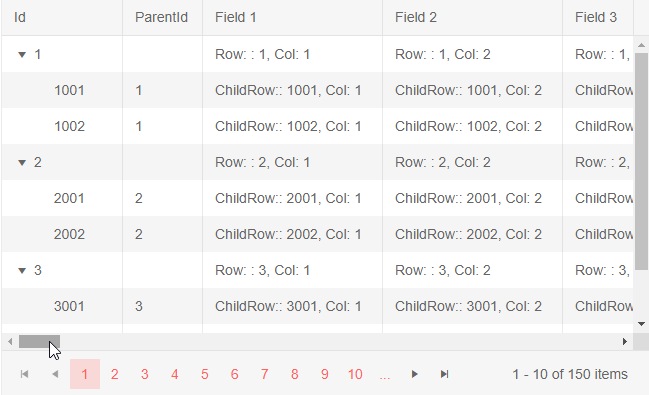 Id ParentId Field 1 Field 2 Field 3
1 Row: : 1, Col: 1 Row: : 1, Col: 2 Row: : 1,
1001 1 ChildRow:: 1001, Col: 1 ChildRow:: 1001, Col: 2 ChildRow
1002 1 ChildRow:: 1002, Col: 1 ChildRow:: 1002, Col: 2 ChildRow
2 Row: : 2, Col: 1 Row: : 2, Col: 2 Row: : 2,
2001 2 ChildRow:: 2001, Col: 1 ChildRow:: 2001, Col: 2 ChildRow
2002 2 ChildRow:: 2002, Col: 1 ChildRow:: 2002, Col: 2 ChildRow
3 Row: : 3, Col: 1 Row: : 3, Col: 2 Row: : 3,
3001 3 ChildRow:: 3001, Col: 1 ChildRow:: 3001, Col: 2 ChildRow
1 2 3 4 5 6 7 8 9 10 ... 1 - 10 of 150 items